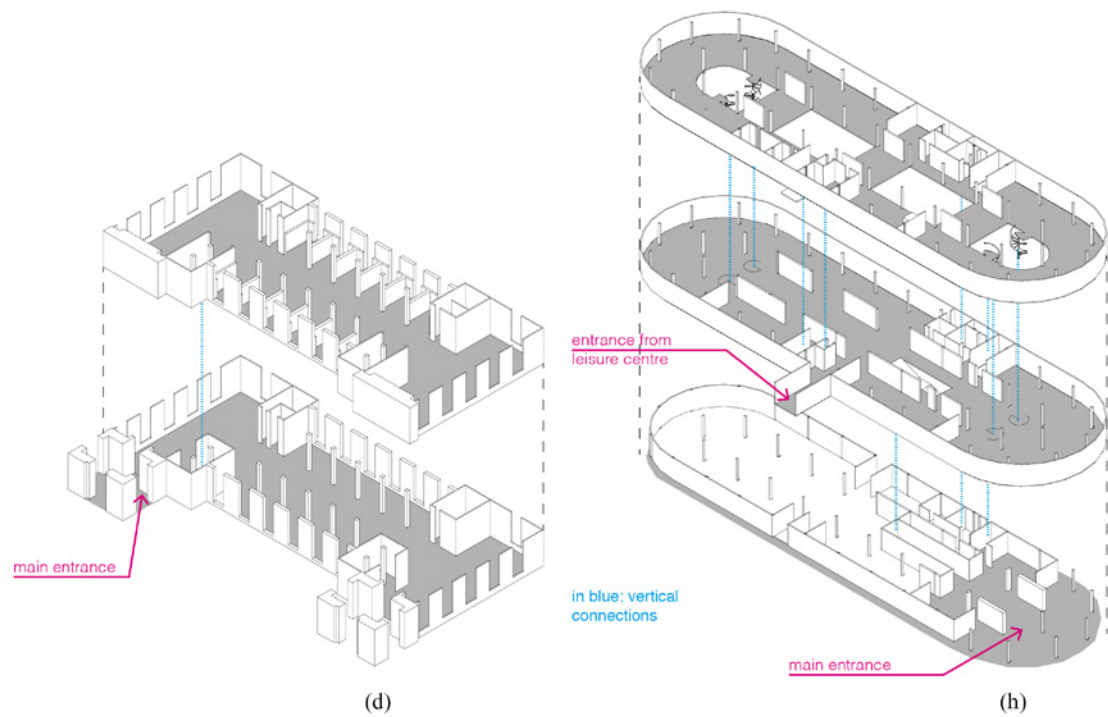 entrance from
leisure centre
main entrance
in blue: vertical
connections
main entrance
(d)
(h)